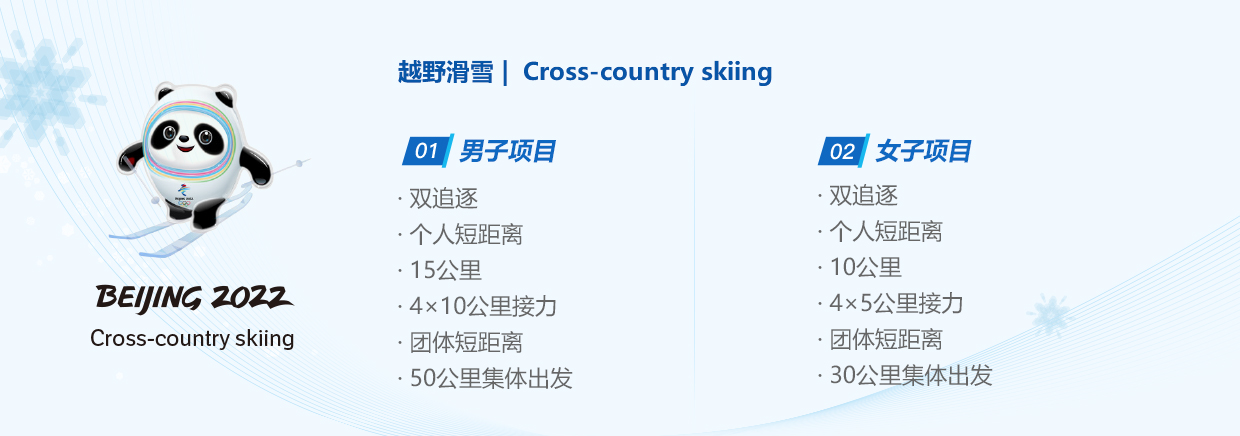 越野滑雪 | Cross-country skiing
01 男子项目
· 双追逐
· 个人短距离
· 15公里
· 4×10公里接力
· 团体短距离
· 50公里集体出发
02 女子项目
· 双追逐
· 个人短距离
· 10公里
· 4×5公里接力
· 团体短距离
· 30公里集体出发
BEIJING 2022
BEIJING 2022
Cross-country skiing